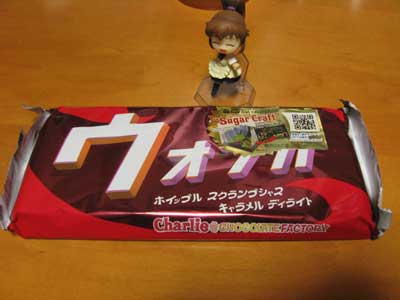 Sugar Craft
ウォンカ
ホイップル スクランプシャス
キャラメル ディライト
Charlie @ CHOCOLATE FACTORY